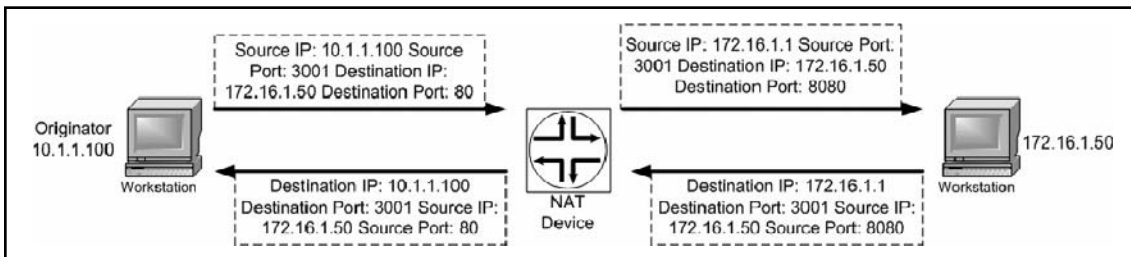 Source IP: 10.1.1.100 Source
Port: 3001 Destination IP:
172.16.1.50 Destination Port: 80
Source IP: 172.16.1.1 Source Port:
3001 Destination IP: 172.16.1.50
Destination Port: 8080
Originator
10.1.1.100
Workstation
NAT
Device
172.16.1.50
Workstation
Destination IP: 10.1.1.100
Destination Port: 3001 Source IP:
172.16.1.50 Source Port: 80
Destination IP: 172.16.1.1
Destination Port: 3001 Source IP:
172.16.1.50 Source Port: 8080